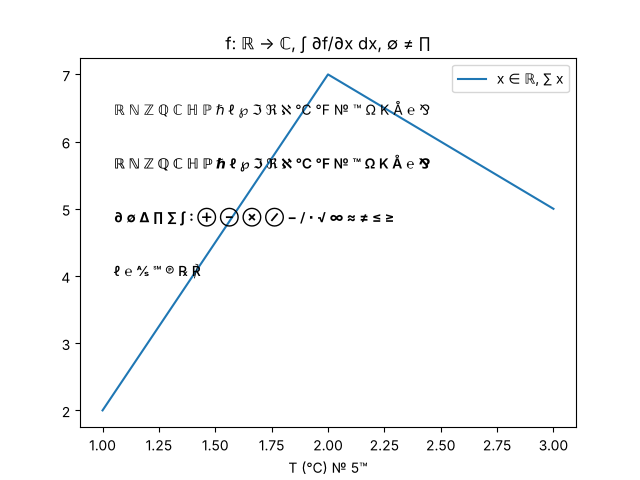 f: ℝ → ℂ, ∫ ∂f/∂x dx, ∅ ≠ ∏
x ∈ ℝ, ∑ x
7
ℝ ℕ ℤ ℚ ℂ ℍ ℙ ℏ ℓ ℘ ℑ ℜ ℵ ℃ ℉ № ™ Ω K Å ℮
6
ℝ ℕ ℤ ℚ ℂ ℍ ℙ ℏ ℓ ℘ ℑ ℜ ℵ ℃ ℉ № ™ Ω K Å ℮
5
∂ ∅ ∆ ∏ ∑ ∫ : ⊕ ⊖ ⊗ ⊘ − ∕ ∙ √ ∞ ≈ ≠ ≤ ≥
4
ℓ ℮ ⅍ ℠ ℗ ℞
3
2
1.00 1.25 1.50 1.75 2.00 2.25 2.50 2.75 3.00
T (°C) № 5™